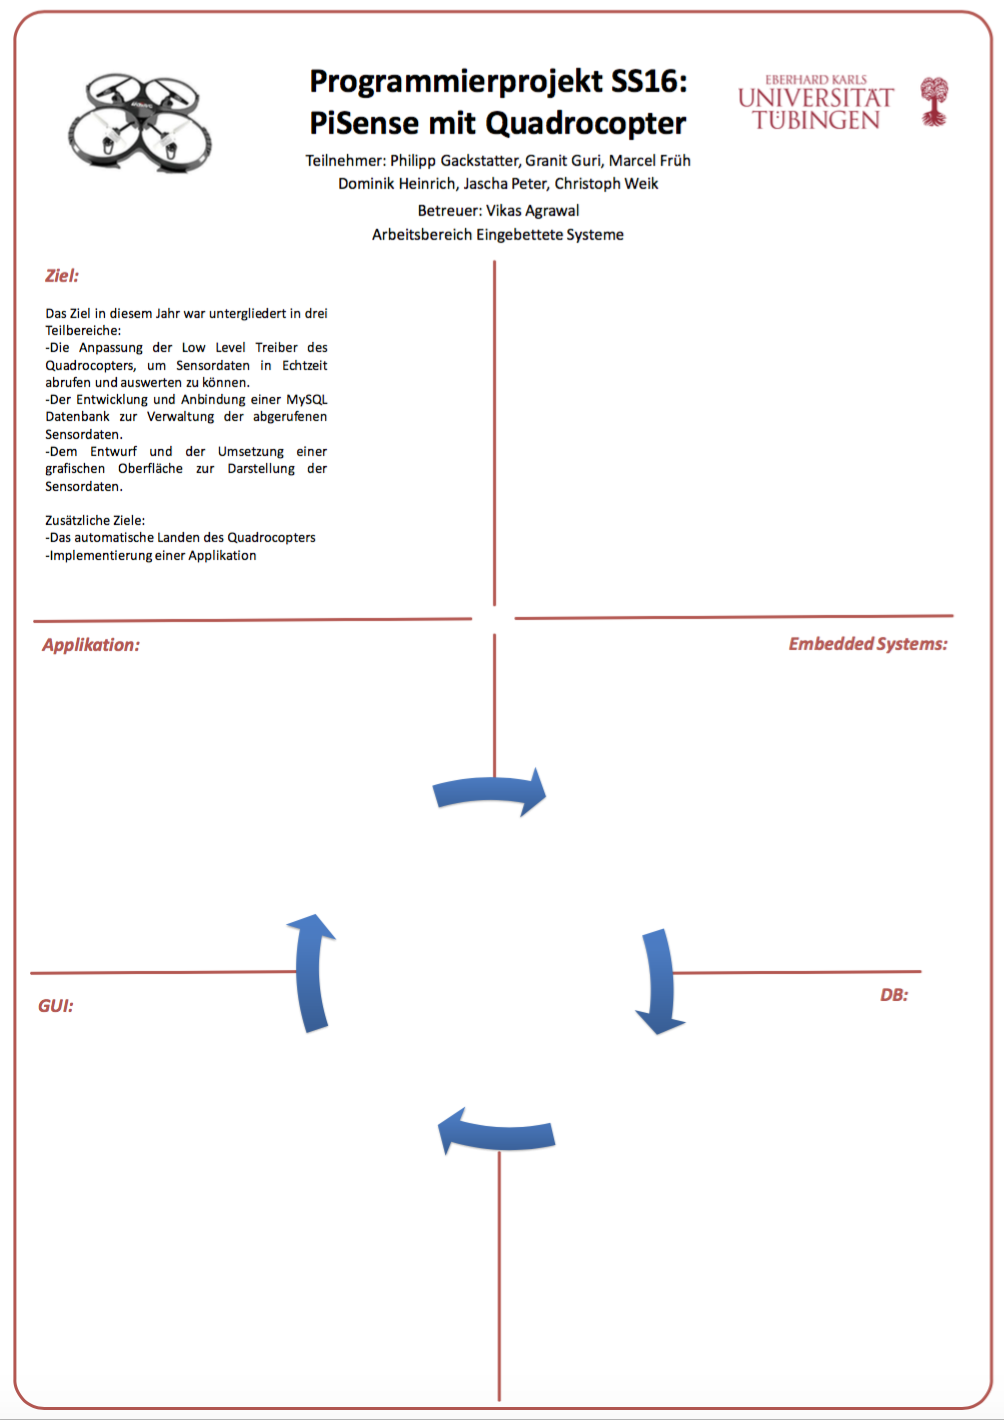 Programmierprojekt SS16:
PiSense mit Quadrocopter
EBERHARD KARLS
UNIVERSITÄT
TÜBINGEN
Teilnehmer: Philipp Gackstatter, Granit Guri, Marcel Früh
Dominik Heinrich, Jascha Peter, Christoph Weik
Betreuer: Vikas Agrawal
Arbeitsbereich Eingebettete Systeme
Ziel:
Das Ziel in diesem Jahr war untergliedert in drei
Teilbereiche:
-Die Anpassung der Low Level Treiber des
Quadrocopters, um Sensordaten in Echtzeit
abrufen und auswerten zu können.
-Der Entwicklung und Anbindung einer MySQL
Datenbank zur Verwaltung der abgerufenen
Sensordaten.
-Dem Entwurf und der Umsetzung einer
grafischen Oberfläche zur Darstellung der
Sensordaten.
Zusätzliche Ziele:
-Das automatische Landen des Quadrocopters
-Implementierung einer Applikation
Applikation:
Embedded Systems:
GUI:
DB: